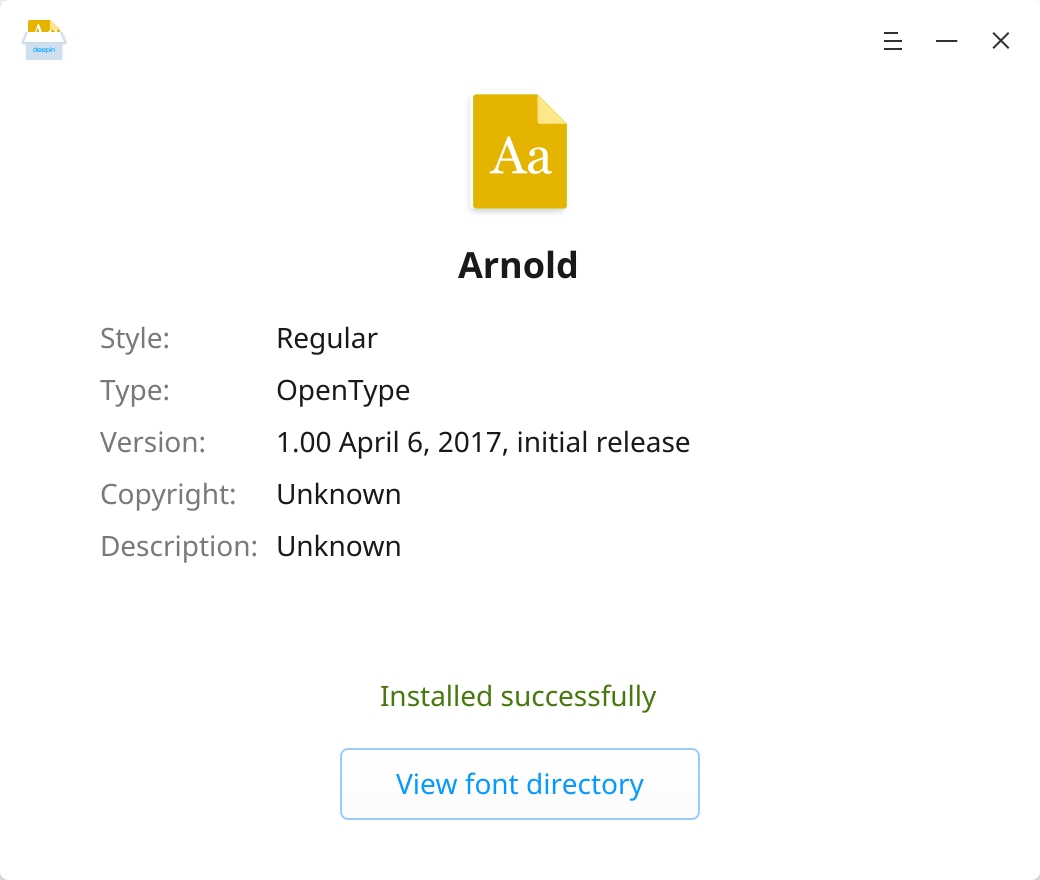 deepin
Aa
Arnold
Style: Regular
Type: OpenType
Version: 1.00 April 6, 2017, initial release
Copyright: Unknown
Description: Unknown
Installed successfully
View font directory